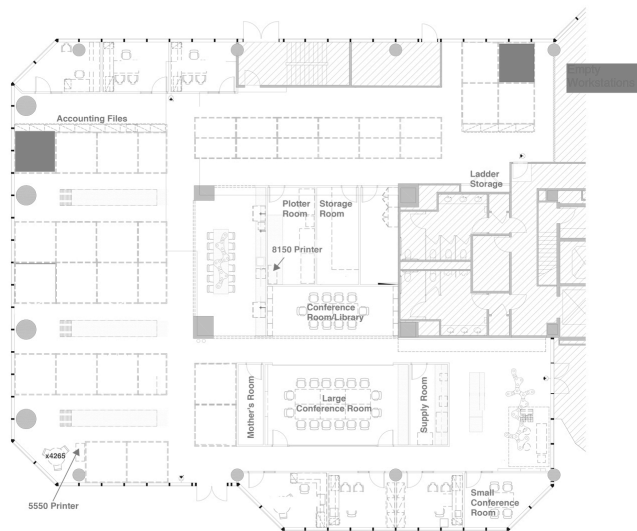 Empty
Workstations
Accounting Files
Ladder
Storage
Plotter
Room
Storage
Room
8150 Printer
Conference
Room/Library
Mother's Room
Large
Conference Room
Supply Room
x4265
5550 Printer
Small
Conference
Room